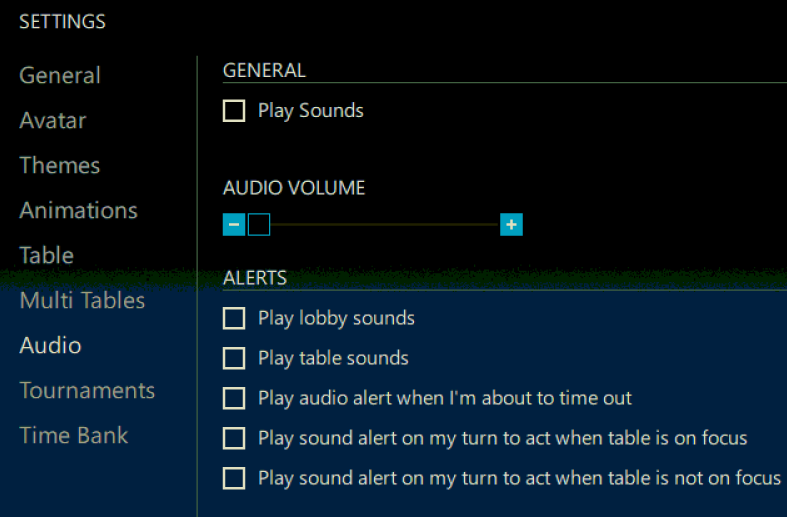 SETTINGS
General
Avatar
Themes
Animations
Table
Multi Tables
Audio
Tournaments
Time Bank
GENERAL
Play Sounds
AUDIO VOLUME
- +
ALERTS
Play lobby sounds
Play table sounds
Play audio alert when I'm about to time out
Play sound alert on my turn to act when table is on focus
Play sound alert on my turn to act when table is not on focus